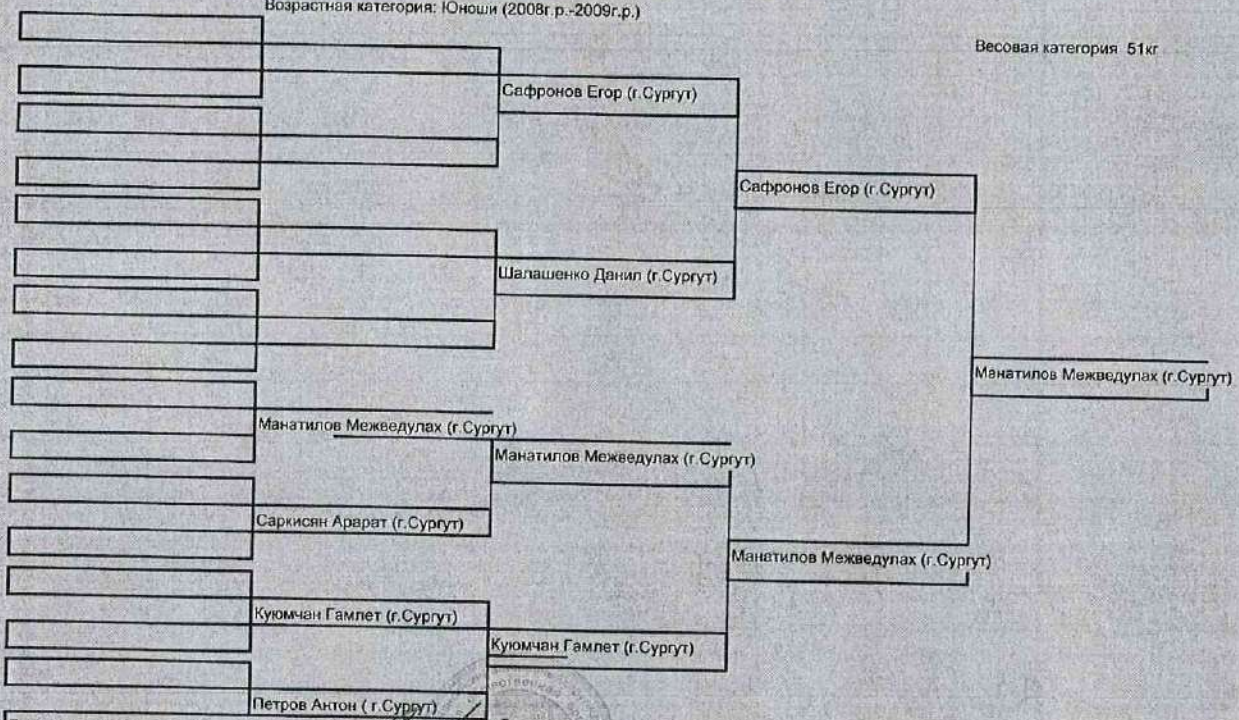 Возрастная категория: Юноши (2008г.р.-2009г.р.)
Весовая категория 51кг
Сафронов Егор (г.Сургут)
Сафронов Егор (г.Сургут)
Шалашенко Данил (г.Сургут)
Манатилов Межведулах (г.Сургут)
Манатилов Межведулах (г.Сургут)
Манатилов Межведулах (г.Сургут)
Саркисян Арарат (г.Сургут)
Манатилов Межведулах (г.Сургут)
Куюмчан Гамлет (г.Сургут)
Куюмчан Гамлет (г.Сургут)
Петров Антон ( г.Сургут)